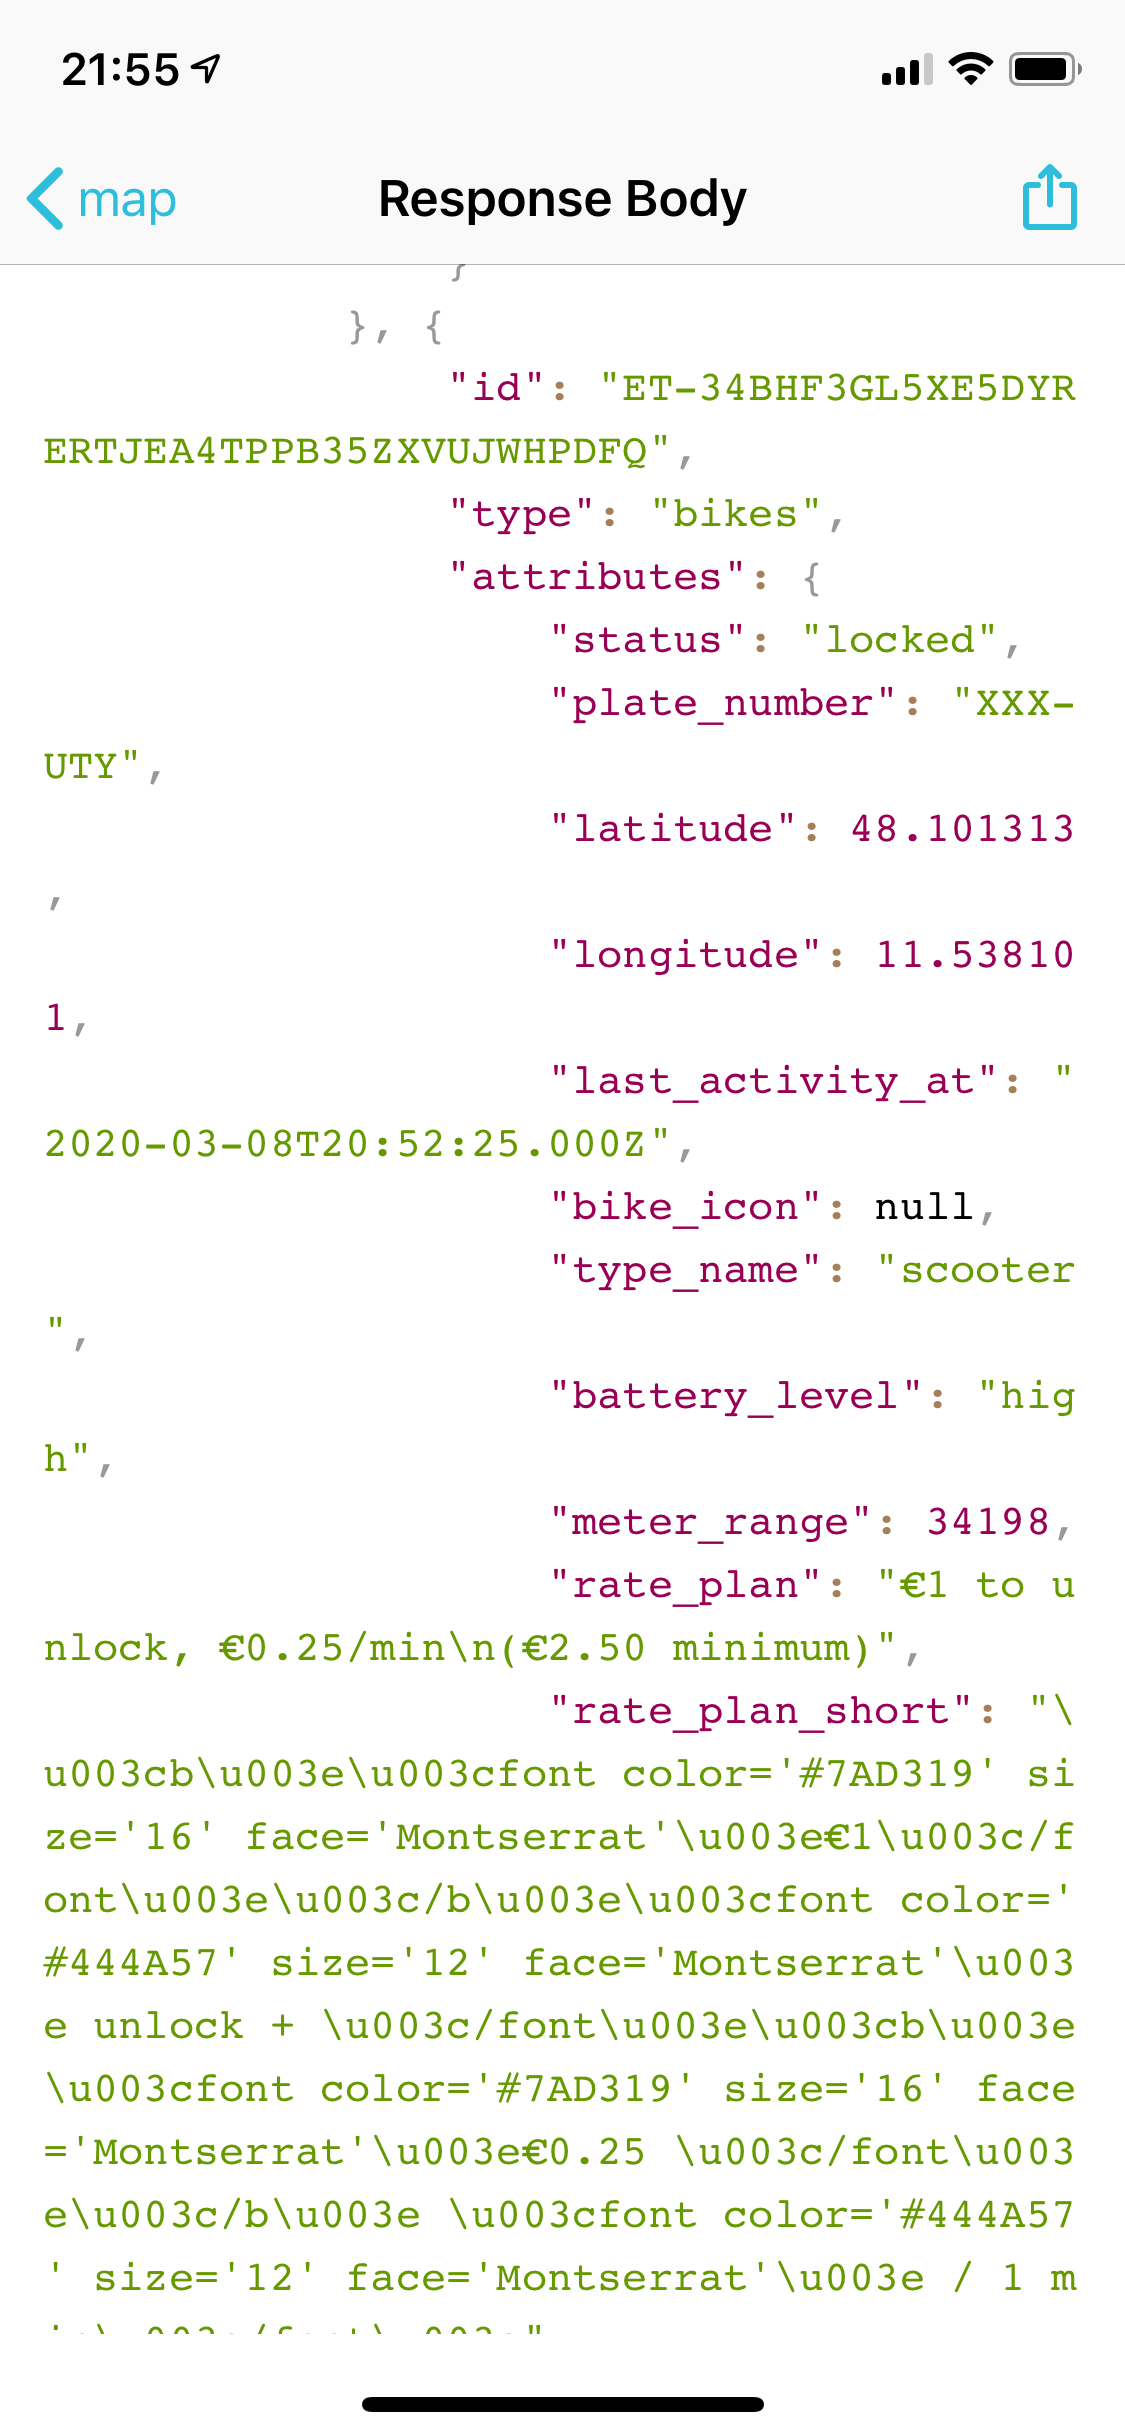 21:55
map
Response Body
}
}, {
"id": "ET-34BHF3GL5XE5DYR
ERTJEA4TPPB35ZXVUJWHPDFQ",
"type": "bikes",
"attributes": {
"status": "locked",
"plate_number": "XXX-
UTY",
"latitude": 48.101313
,
"longitude": 11.53810
1,
"last_activity_at": "
2020-03-08T20:52:25.000Z",
"bike_icon": null,
"type_name": "scooter
",
"battery_level": "hig
h",
"meter_range": 34198,
"rate_plan": "€1 to u
nlock, €0.25/min\n(€2.50 minimum)",
"rate_plan_short": "\
u003cb\u003e\u003cfont color='#7AD319' si
ze='16' face='Montserrat'\u003e€1\u003c/f
ont\u003e\u003c/b\u003e\u003cfont color='
#444A57' size='12' face='Montserrat'\u003
e unlock + \u003c/font\u003e\u003cb\u003e
\u003cfont color='#7AD319' size='16' face
='Montserrat'\u003e€0.25 \u003c/font\u003
e\u003c/b\u003e \u003cfont color='#444A57
' size='12' face='Montserrat'\u003e / 1 m